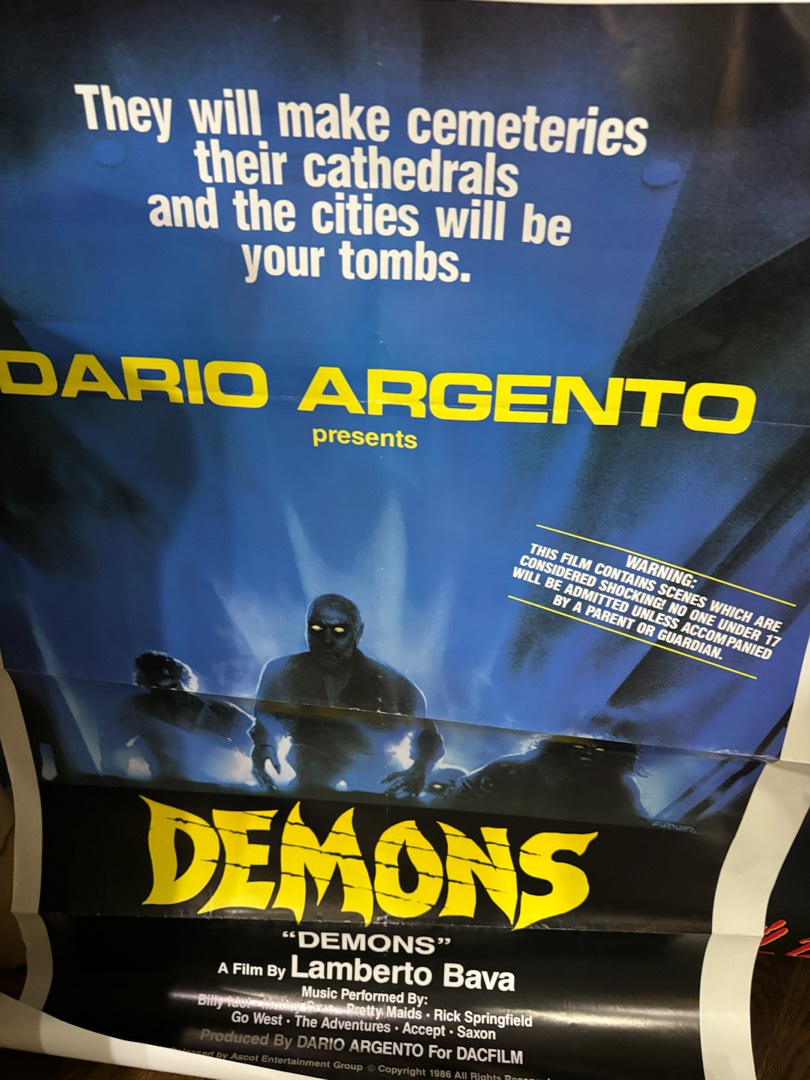 They will make cemeteries
their cathedrals
and the cities will be
your tombs.
DARIO ARGENTO
presents
WARNING:
THIS FILM CONTAINS SCENES WHICH ARE
CONSIDERED SHOCKING! NO ONE UNDER 17
WILL BE ADMITTED UNLESS ACCOMPANIED
BY A PARENT OR GUARDIAN.
DEMONS
“DEMONS”
A Film By Lamberto Bava
Music Performed By:
Billy Idol • Pretty Maids • Rick Springfield
Go West • The Adventures • Accept • Saxon
Produced By DARIO ARGENTO For DACFILM
by Ascot Entertainment Group © Copyright 1986 All Rights